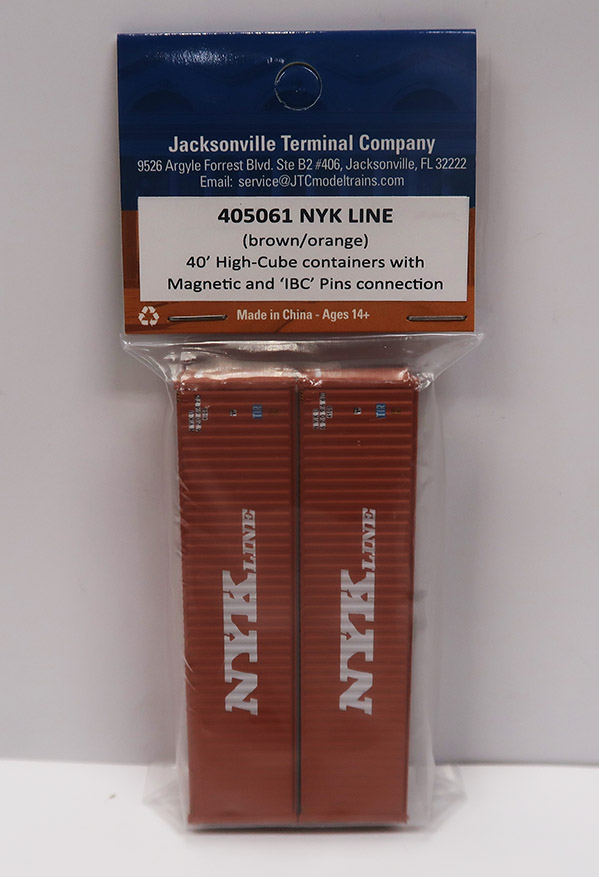 Jacksonville Terminal Company
9526 Argyle Forrest Blvd. Ste B2 #406, Jacksonville, FL 32222
Email: service@JTCmodeltrains.com
405061 NYK LINE
(brown/orange)
40’ High-Cube containers with
Magnetic and ‘IBC’ Pins connection
Made in China - Ages 14+
NYK LINE
NYK LINE